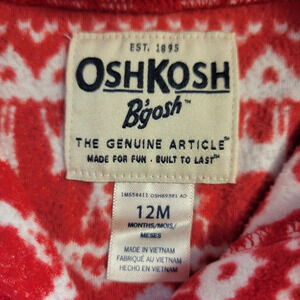 EST. 1895
OSHKOSH
B'gosh™
THE GENUINE ARTICLE™
MADE FOR FUN · BUILT TO LAST™
12M
MONTHS/MOIS/
MESES
MADE IN VIETNAM
FABRIQUÉ AU VIETNAM
HECHO EN VIETNAM